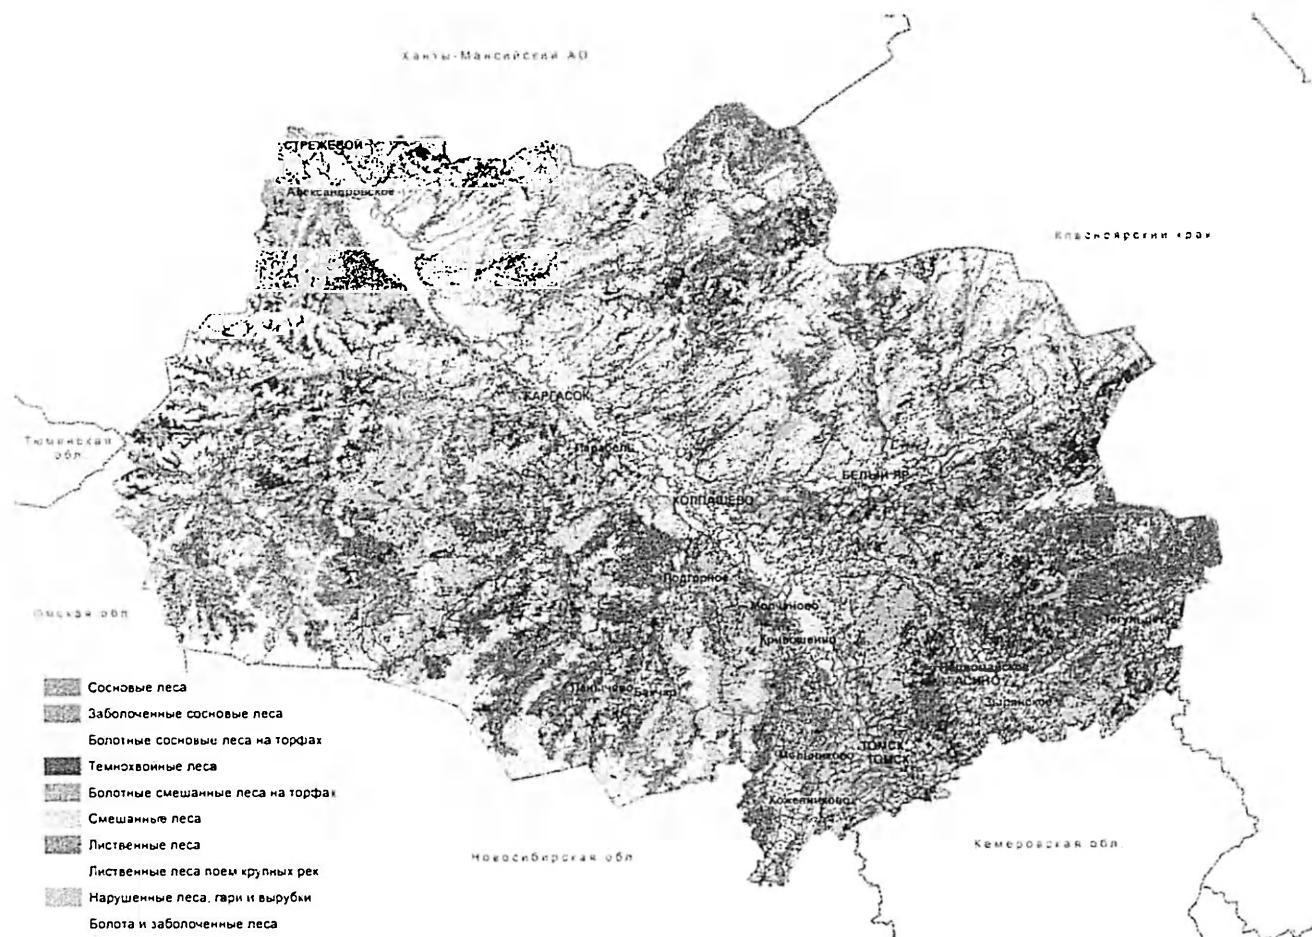 Ханты-Мансийский АО
СТРЕЖЕВОЙ
Александровское
Красноярский край
КАРГАСОК
Тюменская
обл.
Парабель
БЕЛЫЙ ЯР
КОЛПАШЕВО
Подгорное
Омская обл
Молчаново
Тегульдет
Кривошеино
Первомайское
АСИНО
Бакчар
Зырянское
ТОМСК
ТОМСК
Мельниково
Кожевниково
Новосибирская обл
Кемеровская обл.
Сосновые леса
Заболоченные сосновые леса
Болотные сосновые леса на торфах
Темнохвойные леса
Болотные смешанные леса на торфах
Смешанные леса
Лиственные леса
Лиственные леса поем крупных рек
Нарушенные леса, гари и вырубки
Болота и заболоченные леса